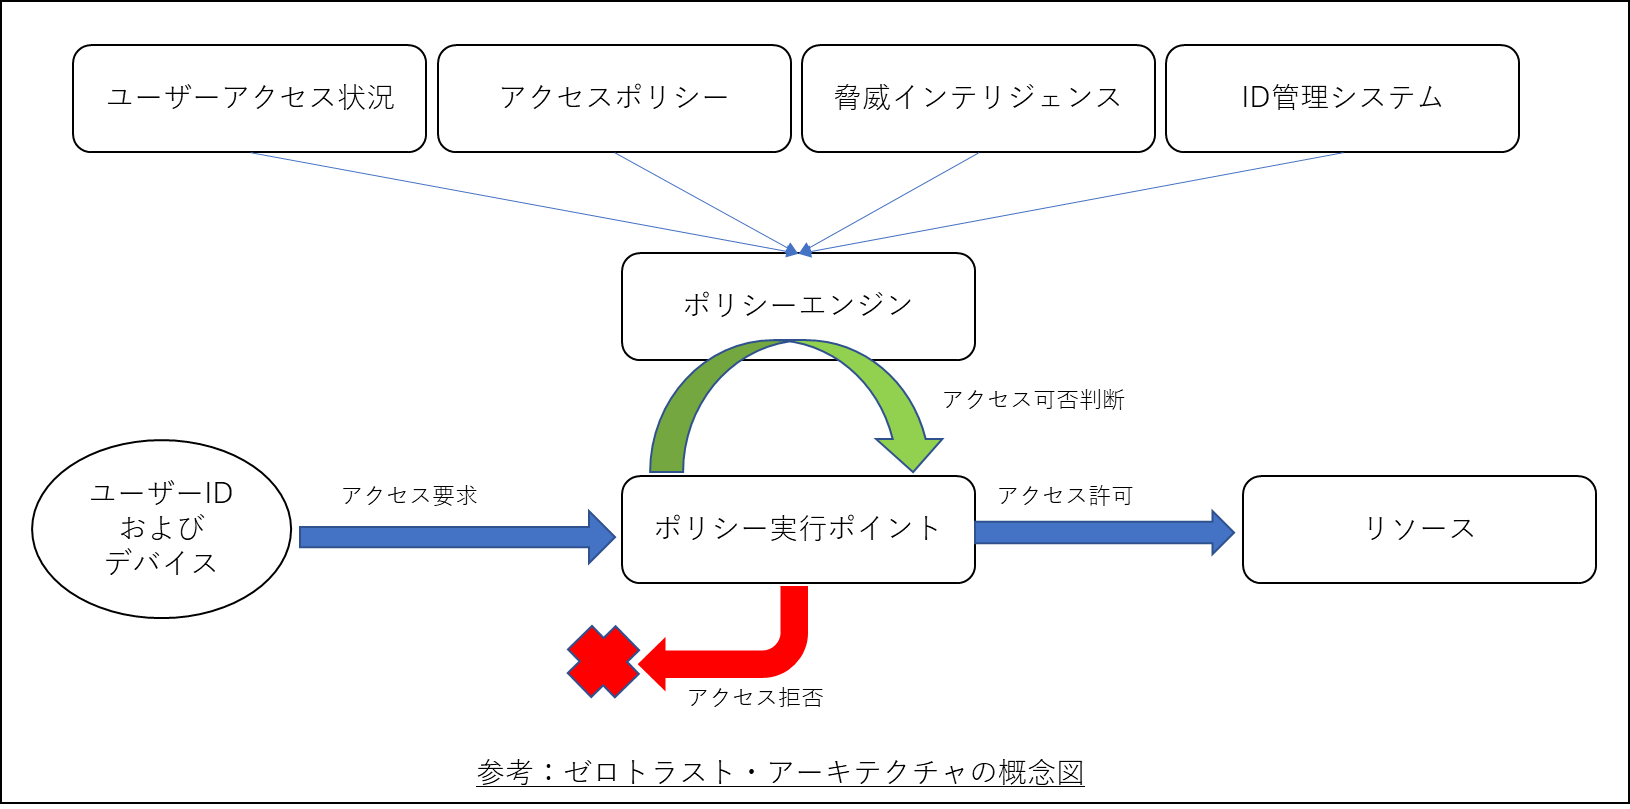 ユーザーアクセス状況
アクセスポリシー
脅威インテリジェンス
ID管理システム
ポリシーエンジン
アクセス可否判断
ユーザーID
および
デバイス
アクセス要求
ポリシー実行ポイント
アクセス許可
リソース
アクセス拒否
参考：ゼロトラスト・アーキテクチャの概念図